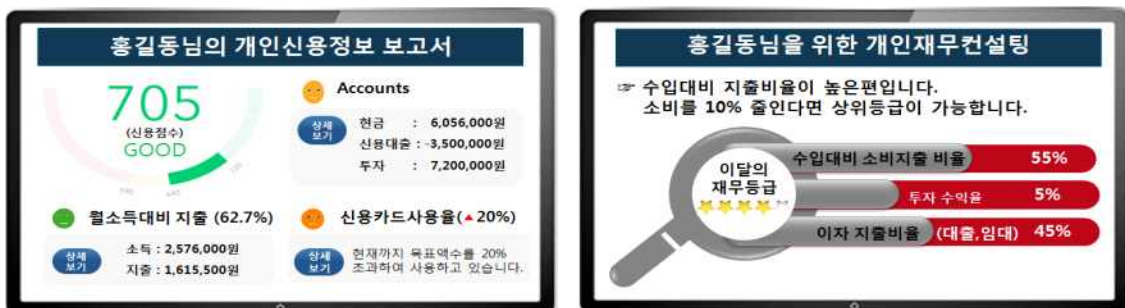 홍길동님의 개인신용정보 보고서
705
(신용점수)
GOOD
Accounts
상세
보기
현금 : 6,056,000원
신용대출 : -3,500,000원
투자 : 7,200,000원
월소득대비 지출 (62.7%)
상세
보기
소득 : 2,576,000원
지출 : 1,615,500원
신용카드사용율(▲20%)
상세
보기
현재까지 목표액수를 20%
초과하여 사용하고 있습니다.
홍길동님을 위한 개인재무컨설팅
☞ 수입대비 지출비율이 높은편입니다.
소비를 10% 줄인다면 상위등급이 가능합니다.
이달의
재무등급
수입대비 소비지출 비율 55%
투자 수익율 5%
이자 지출비율 (대출,임대) 45%